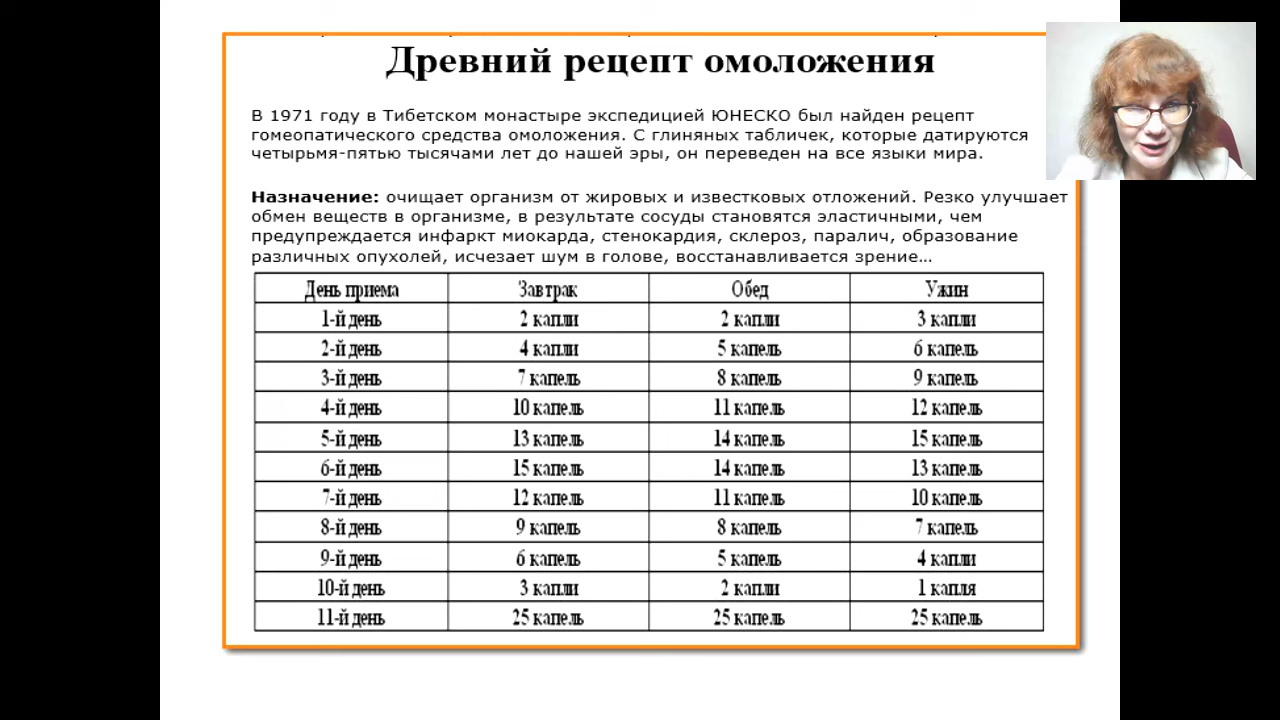 Древний рецепт омоложения
В 1971 году в Тибетском монастыре экспедицией ЮНЕСКО был найден рецепт
гомеопатического средства омоложения. С глиняных табличек, которые датируются
четырьмя-пятью тысячами лет до нашей эры, он переведен на все языки мира.
Назначение: очищает организм от жировых и известковых отложений. Резко улучшает
обмен веществ в организме, в результате сосуды становятся эластичными, чем
предупреждается инфаркт миокарда, стенокардия, склероз, паралич, образование
различных опухолей, исчезает шум в голове, восстанавливается зрение…
День приема Завтрак Обед Ужин
1-й день 2 капли 2 капли 3 капли
2-й день 4 капли 5 капель 6 капель
3-й день 7 капель 8 капель 9 капель
4-й день 10 капель 11 капель 12 капель
5-й день 13 капель 14 капель 15 капель
6-й день 15 капель 14 капель 13 капель
7-й день 12 капель 11 капель 10 капель
8-й день 9 капель 8 капель 7 капель
9-й день 6 капель 5 капель 4 капли
10-й день 3 капли 2 капли 1 капля
11-й день 25 капель 25 капель 25 капель